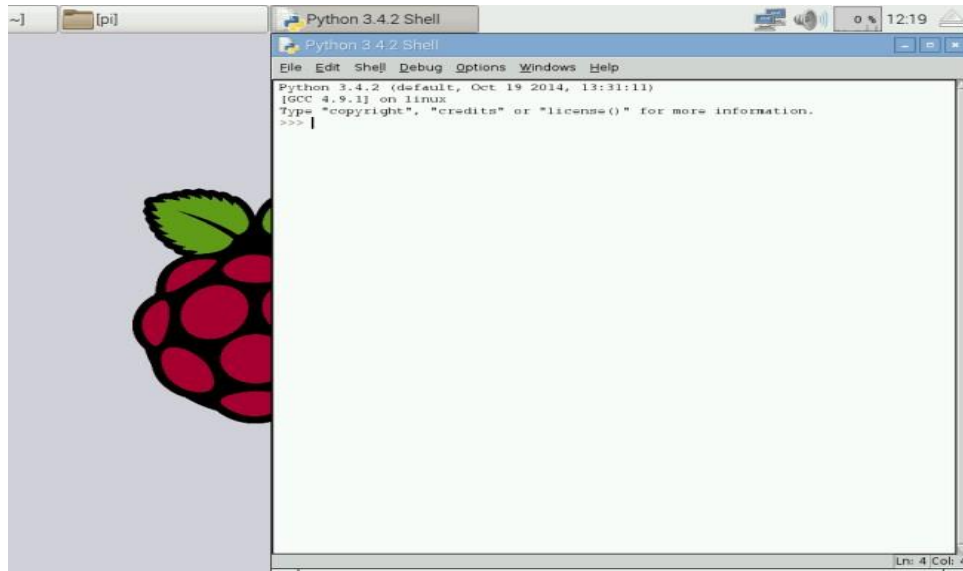 ~] [pi] Python 3.4.2 Shell 0 % 12:19
Python 3.4.2 Shell
File Edit Shell Debug Options Windows Help
Python 3.4.2 (default, Oct 19 2014, 13:31:11)
[GCC 4.9.1] on linux
Type "copyright", "credits" or "license()" for more information.
>>>
Ln: 4 Col: 4